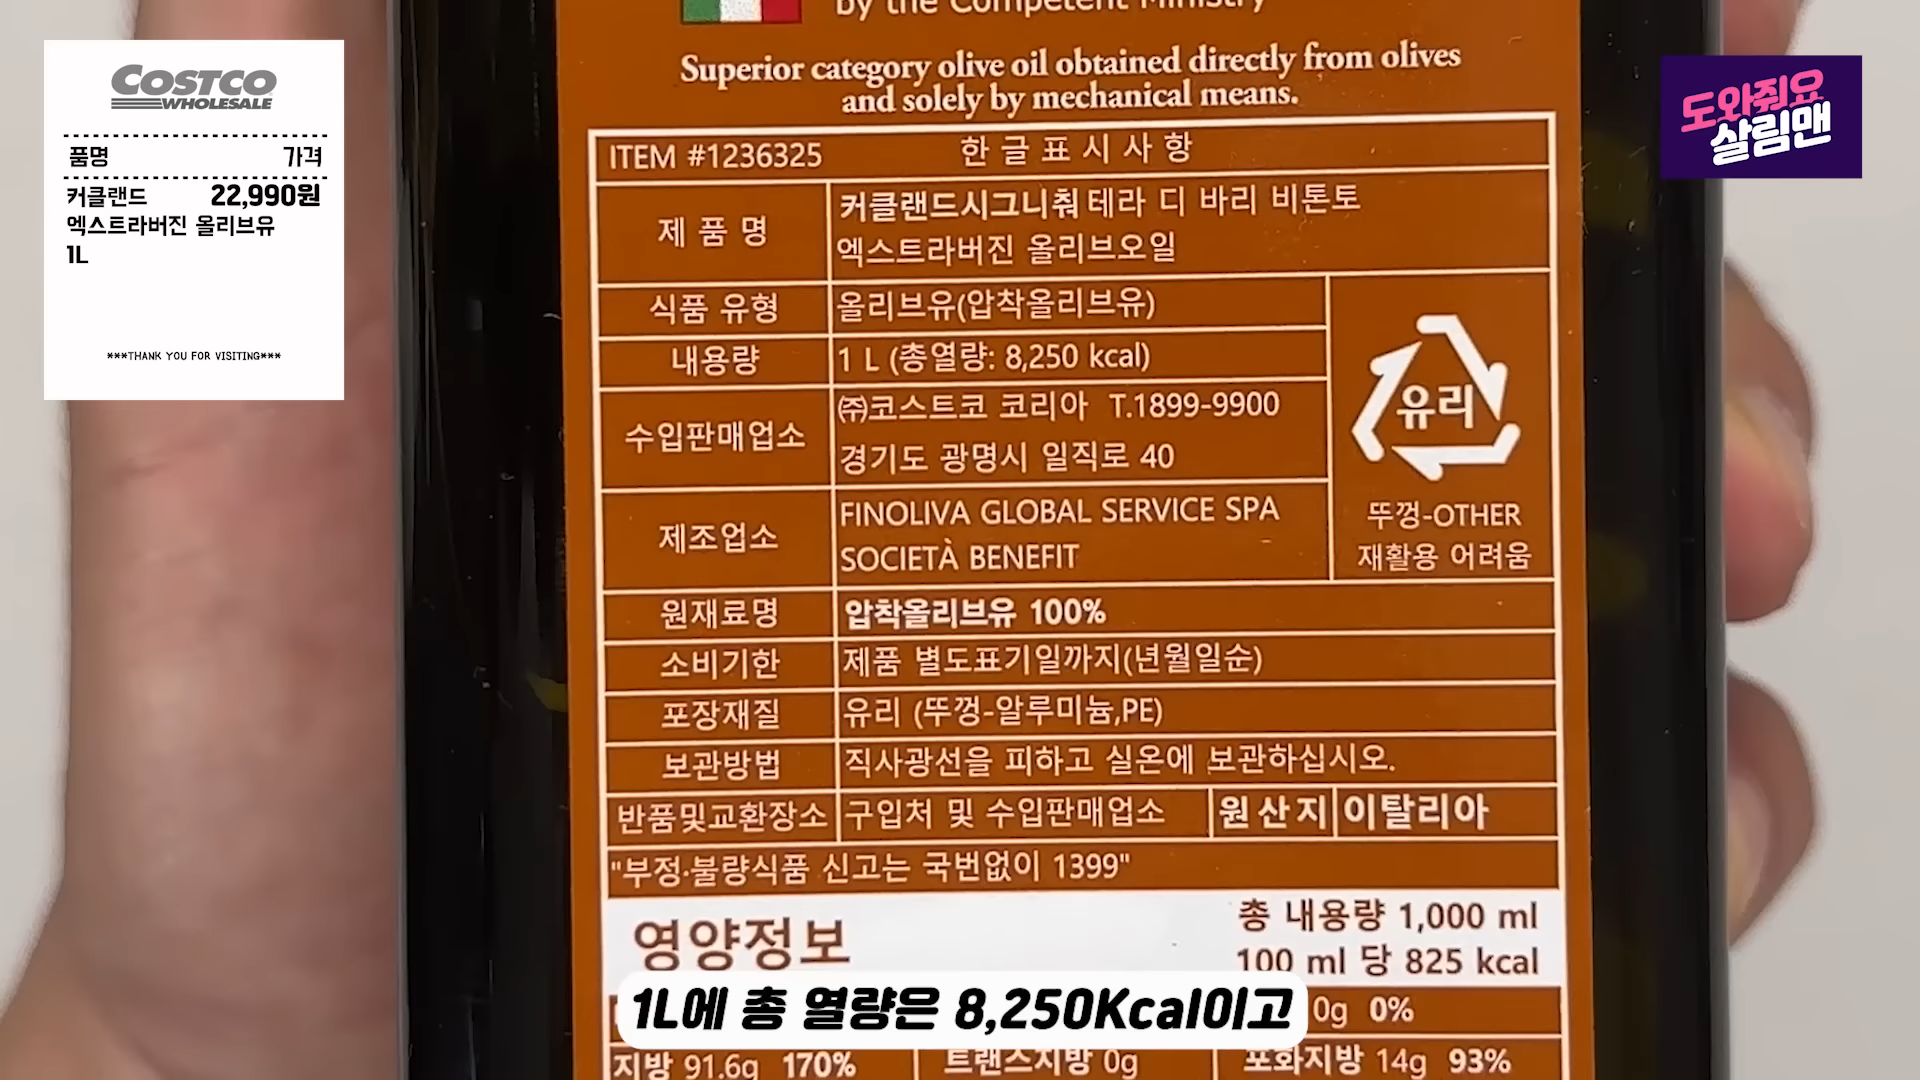 by the Competent Ministry
Superior category olive oil obtained directly from olives
and solely by mechanical means.
COSTCO
WHOLESALE
품명 가격
커클랜드 22,990원
엑스트라버진 올리브유
1L
***THANK YOU FOR VISITING***
도와줘요
살림맨
ITEM #1236325 한글표시사항
제품명 커클랜드시그니춰 테라 디 바리 비톤토
엑스트라버진 올리브오일
식품 유형 올리브유(압착올리브유)
내용량 1 L (총열량: 8,250 kcal)
수입판매업소 ㈜코스트코 코리아 T.1899-9900
경기도 광명시 일직로 40
유리
뚜껑-OTHER
재활용 어려움
제조업소 FINOLIVA GLOBAL SERVICE SPA
SOCIETÀ BENEFIT
원재료명 압착올리브유 100%
소비기한 제품 별도표기일까지(년월일순)
포장재질 유리 (뚜껑-알루미늄,PE)
보관방법 직사광선을 피하고 실온에 보관하십시오.
반품및교환장소 구입처 및 수입판매업소 원산지 이탈리아
"부정·불량식품 신고는 국번없이 1399"
영양정보 총 내용량 1,000 ml
100 ml 당 825 kcal
0g 0%
1L에 총 열량은 8,250Kcal이고
지방 91.6g 170% 트랜스지방 0g 포화지방 14g 93%